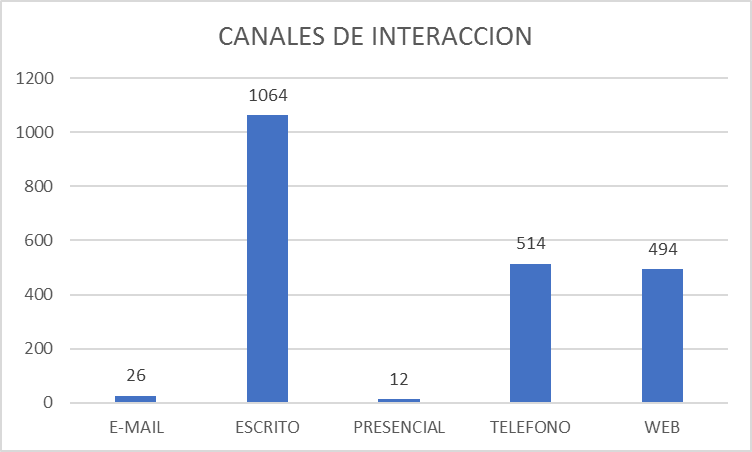 CANALES DE INTERACCION
1200
1000
800
600
400
200
0
26
1064
12
514
494
E-MAIL
ESCRITO
PRESENCIAL
TELEFONO
WEB